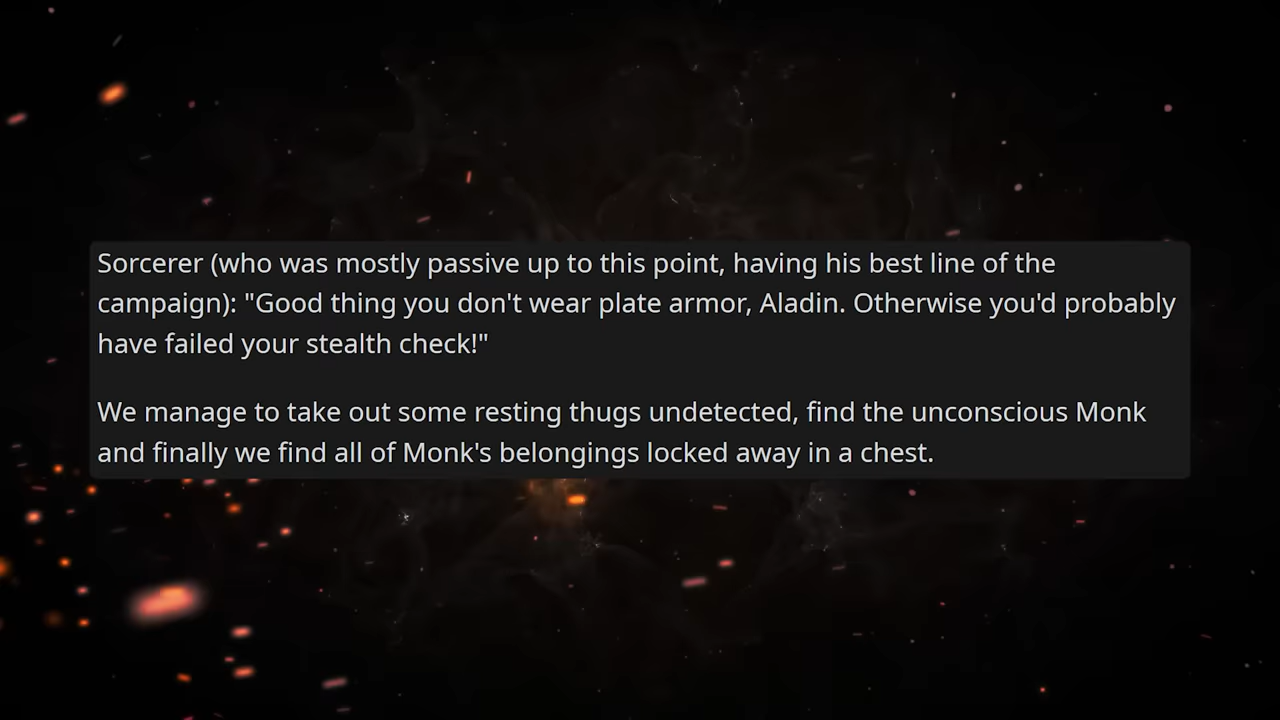 Sorcerer (who was mostly passive up to this point, having his best line of the
campaign): "Good thing you don't wear plate armor, Aladin. Otherwise you'd probably
have failed your stealth check!"
We manage to take out some resting thugs undetected, find the unconscious Monk
and finally we find all of Monk's belongings locked away in a chest.